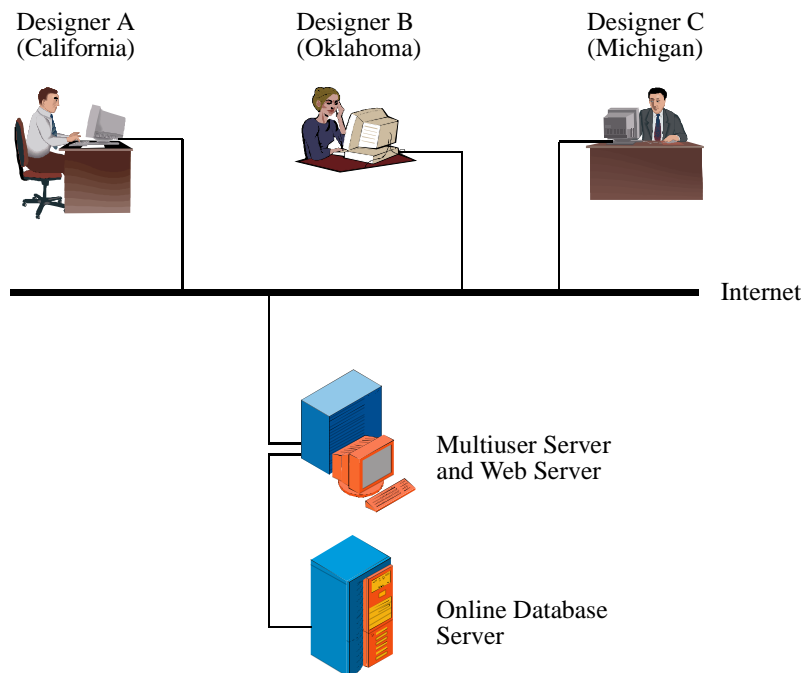 Designer A
(California)
Designer B
(Oklahoma)
Designer C
(Michigan)
Internet
Multiuser Server
and Web Server
Online Database
Server